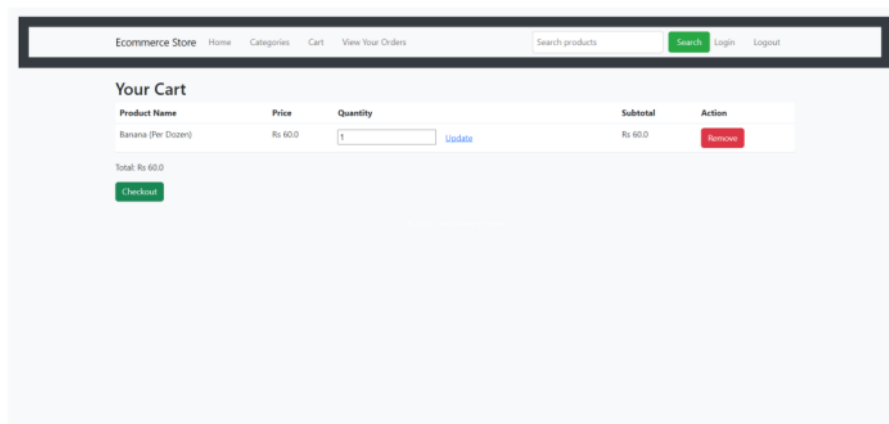 Ecommerce Store Home Categories Cart View Your Orders Search products Search Login Logout
Your Cart
Product Name Price Quantity Subtotal Action
Banana (Per Dozen) Rs 60.0 1 Update Rs 60.0 Remove
Total: Rs 60.0
Checkout